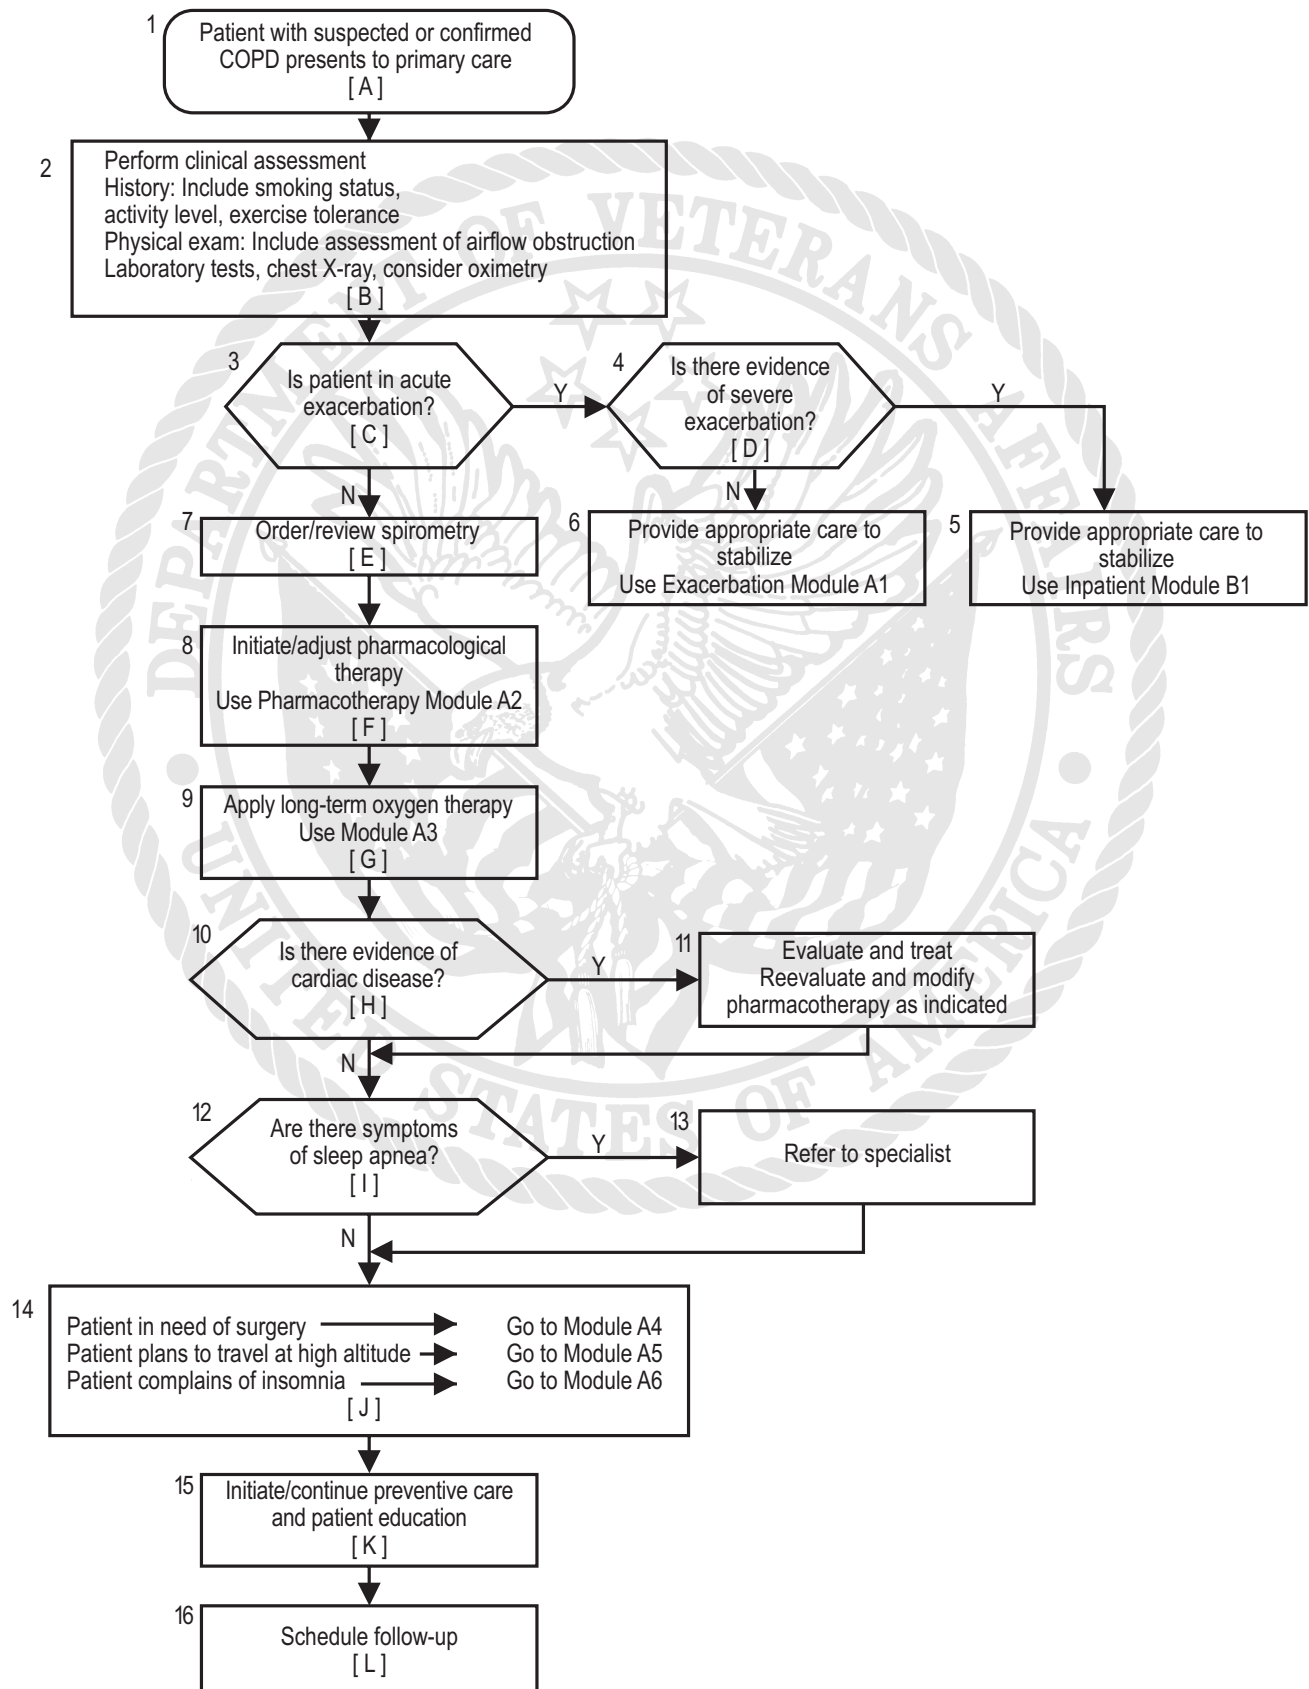 1
Patient with suspected or confirmed
COPD presents to primary care
[ A ]
2
Perform clinical assessment
History: Include smoking status,
activity level, exercise tolerance
Physical exam: Include assessment of airflow obstruction
Laboratory tests, chest X-ray, consider oximetry
[ B ]
3
Is patient in acute
exacerbation?
[ C ]
Y
N
4
Is there evidence
of severe
exacerbation?
[ D ]
Y
N
7
Order/review spirometry
[ E ]
6
Provide appropriate care to
stabilize
Use Exacerbation Module A1
5
Provide appropriate care to
stabilize
Use Inpatient Module B1
8
Initiate/adjust pharmacological
therapy
Use Pharmacotherapy Module A2
[ F ]
9
Apply long-term oxygen therapy
Use Module A3
[ G ]
10
Is there evidence of
cardiac disease?
[ H ]
Y
N
11
Evaluate and treat
Reevaluate and modify
pharmacotherapy as indicated
12
Are there symptoms
of sleep apnea?
[ I ]
Y
N
13
Refer to specialist
14
Patient in need of surgery Go to Module A4
Patient plans to travel at high altitude Go to Module A5
Patient complains of insomnia Go to Module A6
[ J ]
15
Initiate/continue preventive care
and patient education
[ K ]
16
Schedule follow-up
[ L ]
DEPARTMENT OF VETERANS AFFAIRS
UNITED STATES OF AMERICA